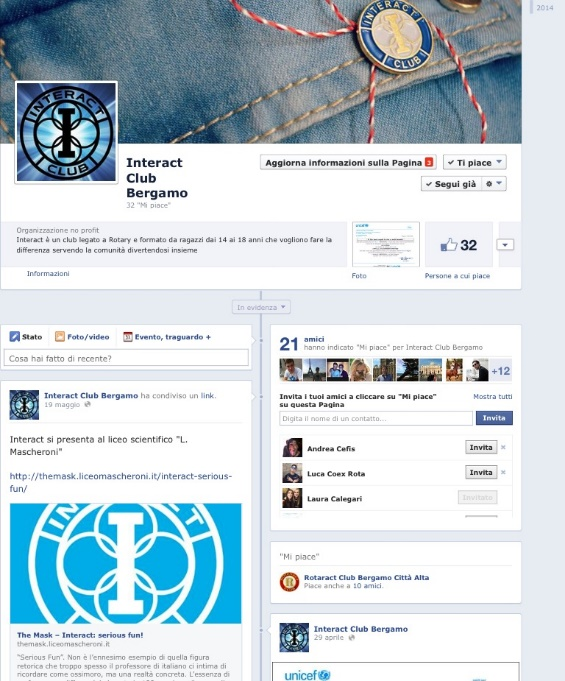 2014
INTERACT
CLUB
INTERACT
CLUB
Interact
Club
Bergamo
32 "Mi piace"
Aggiorna informazioni sulla Pagina 3
Ti piace
Segui già
Organizzazione no profit
Interact è un club legato a Rotary e formato da ragazzi dai 14 ai 18 anni che vogliono fare la
differenza servendo la comunità divertendosi insieme
Informazioni
Foto
32
Persone a cui piace
In evidenza
Stato
Foto/video
Evento, traguardo +
Cosa hai fatto di recente?
Interact Club Bergamo ha condiviso un link.
19 maggio
Interact si presenta al liceo scientifico "L.
Mascheroni"
http://themask.liceomascheroni.it/interact-serious-
fun/
The Mask – Interact: serious fun!
themask.liceomascheroni.it
"Serious Fun". Non è l'ennesimo esempio di quella figura
retorica che troppo spesso il professore di italiano ci intima di
ricordare come ossimoro, ma una realtà concreta. L'essenza di
21 amici
hanno indicato "Mi piace" per Interact Club Bergamo
+12
Invita i tuoi amici a cliccare su "Mi piace"
su questa Pagina
Mostra tutti
Digita il nome di un contatto...
Invita
Andrea Cefis
Invita
Luca Coex Rota
Invita
Laura Calegari
Invitato
"Mi piace"
Rotaract Club Bergamo Città Alta
Piace anche a 10 amici.
Interact Club Bergamo
29 aprile
unicef